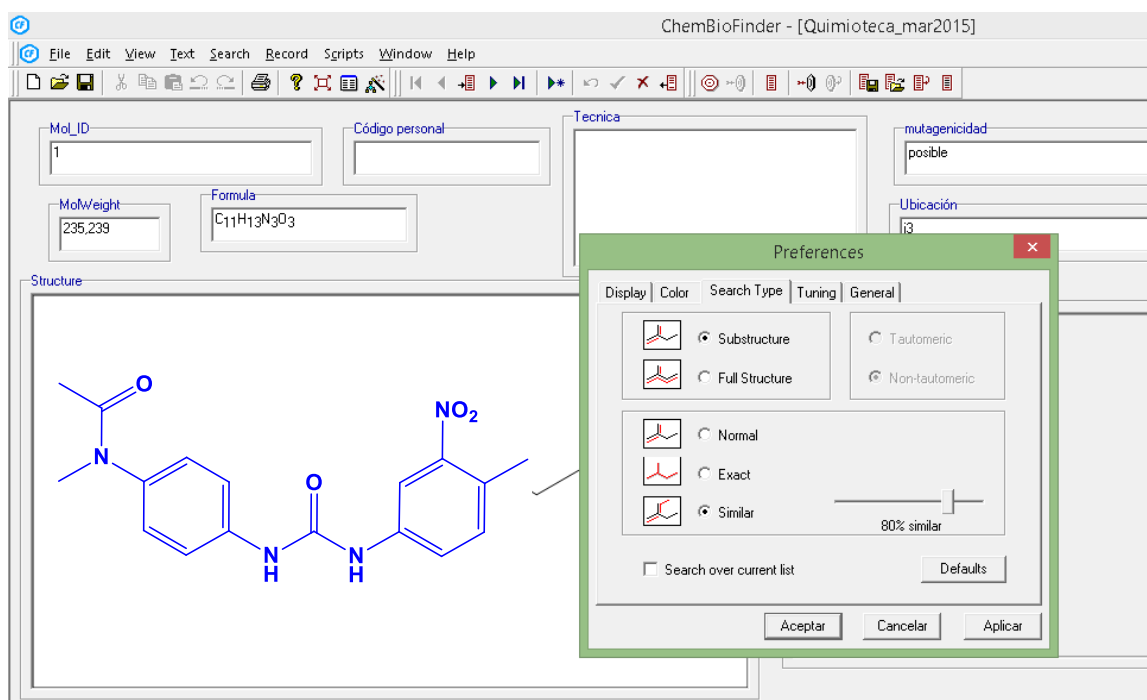 ChemBioFinder - [Quimioteca_mar2015]
File Edit View Text Search Record Scripts Window Help
Mol_ID
1
Código personal
Tecnica
mutagenicidad
posible
MolWeight
235,239
Formula
C11H13N3O3
Ubicación
i3
Structure
O
N
O
N
H
N
H
NO2
Preferences
Display Color Search Type Tuning General
Substructure
Full Structure
Tautomeric
Non-tautomeric
Normal
Exact
Similar
80% similar
Search over current list
Defaults
Aceptar Cancelar Aplicar